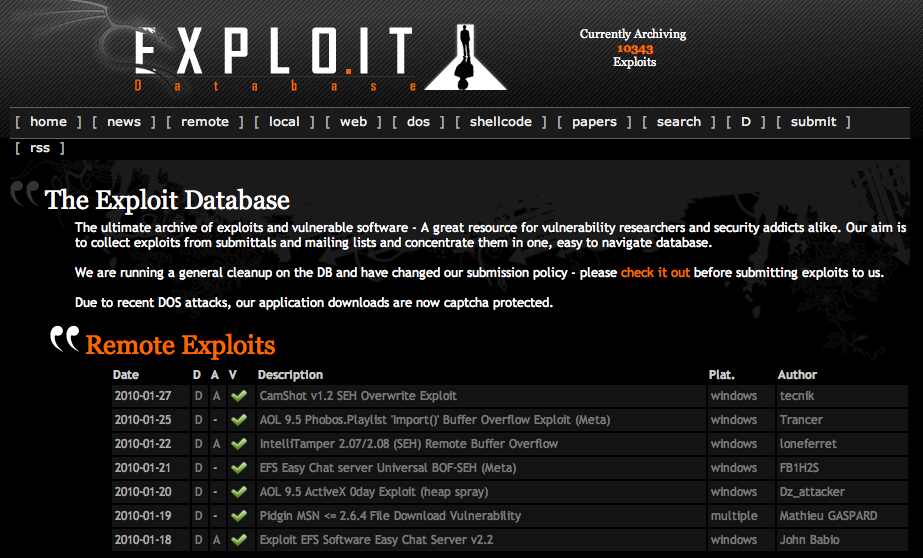 EXPLO.IT
Database
Currently Archiving
10343
Exploits
[ home ] [ news ] [ remote ] [ local ] [ web ] [ dos ] [ shellcode ] [ papers ] [ search ] [ D ] [ submit ]
[ rss ]
The Exploit Database
The ultimate archive of exploits and vulnerable software - A great resource for vulnerability researchers and security addicts alike. Our aim is
to collect exploits from submittals and mailing lists and concentrate them in one, easy to navigate database.
We are running a general cleanup on the DB and have changed our submission policy - please check it out before submitting exploits to us.
Due to recent DOS attacks, our application downloads are now captcha protected.
Remote Exploits
Date D A V Description Plat. Author
2010-01-27 D A CamShot v1.2 SEH Overwrite Exploit windows tecnik
2010-01-25 D - AOL 9.5 Phobos.Playlist 'Import()' Buffer Overflow Exploit (Meta) windows Trancer
2010-01-22 D A IntelliTamper 2.07/2.08 (SEH) Remote Buffer Overflow windows loneferret
2010-01-21 D - EFS Easy Chat server Universal BOF-SEH (Meta) windows FB1H2S
2010-01-20 D - AOL 9.5 ActiveX 0day Exploit (heap spray) windows Dz_attacker
2010-01-19 D - Pidgin MSN <= 2.6.4 File Download Vulnerability multiple Mathieu GASPARD
2010-01-18 D A Exploit EFS Software Easy Chat Server v2.2 windows John Babio